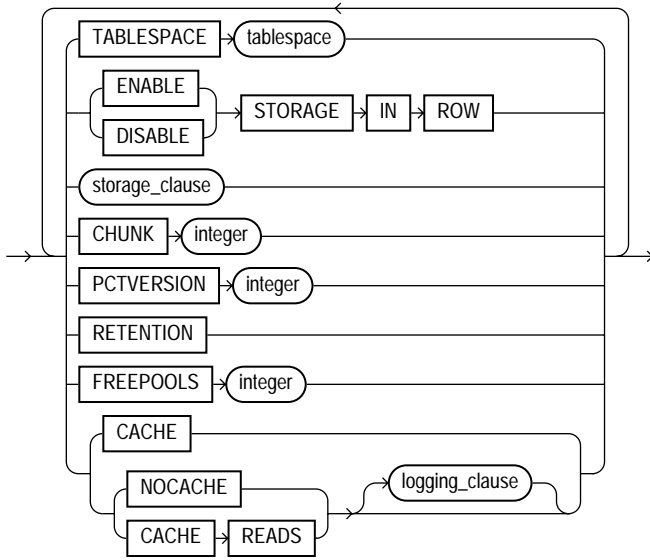 TABLESPACE tablespace
ENABLE
DISABLE
STORAGE IN ROW
storage_clause
CHUNK integer
PCTVERSION integer
RETENTION
FREEPOOLS integer
CACHE
NOCACHE
CACHE READS
logging_clause